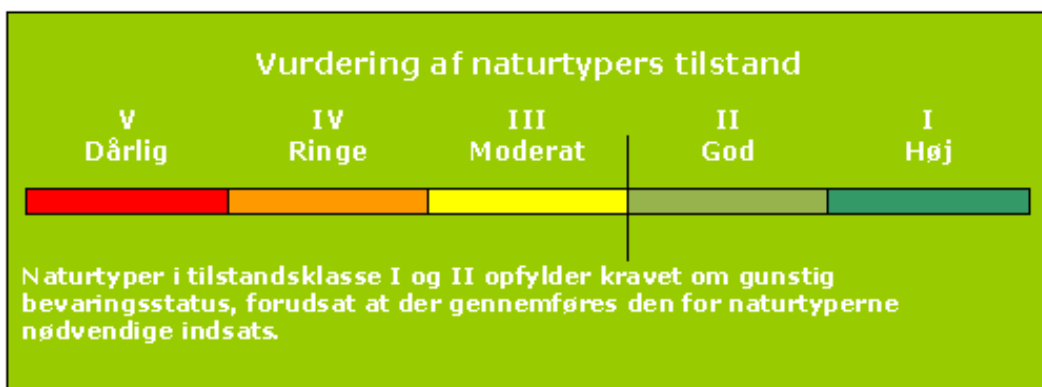 Vurdering af naturtypers tilstand
V IV III II I
Dårlig Ringe Moderat God Høj
Naturtyper i tilstandsklasse I og II opfylder kravet om gunstig
bevaringsstatus, forudsat at der gennemføres den for naturtyperne
nødvendige indsats.